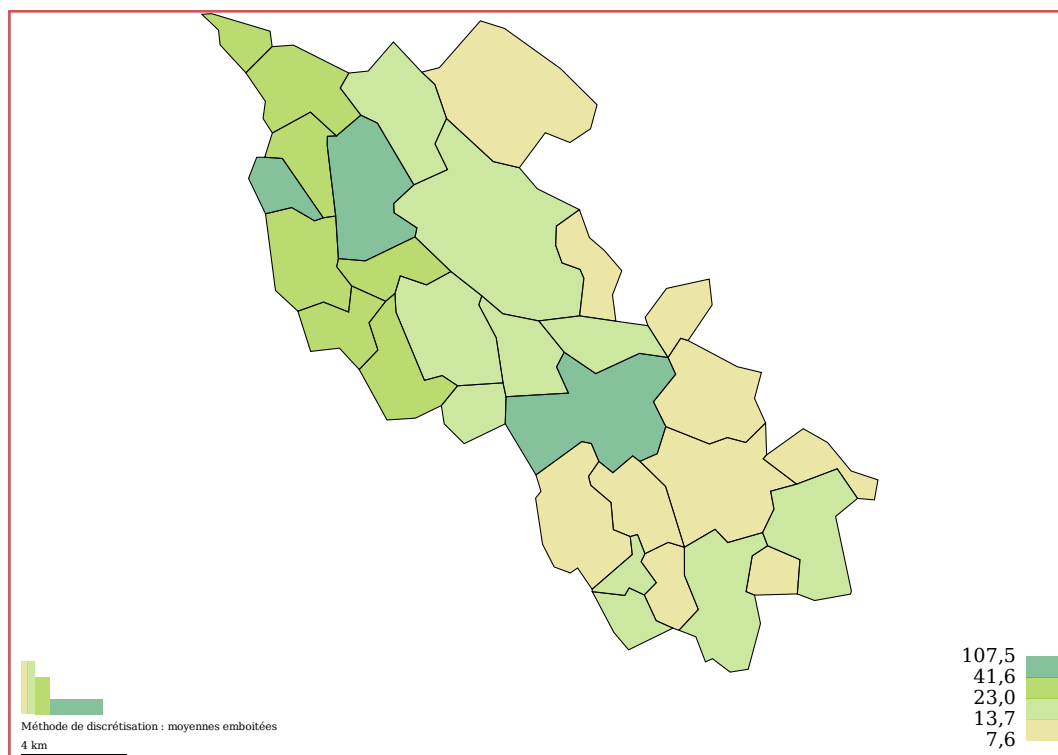 107,5
41,6
23,0
13,7
7,6
Méthode de discrétisation : moyennes emboitées
4 km